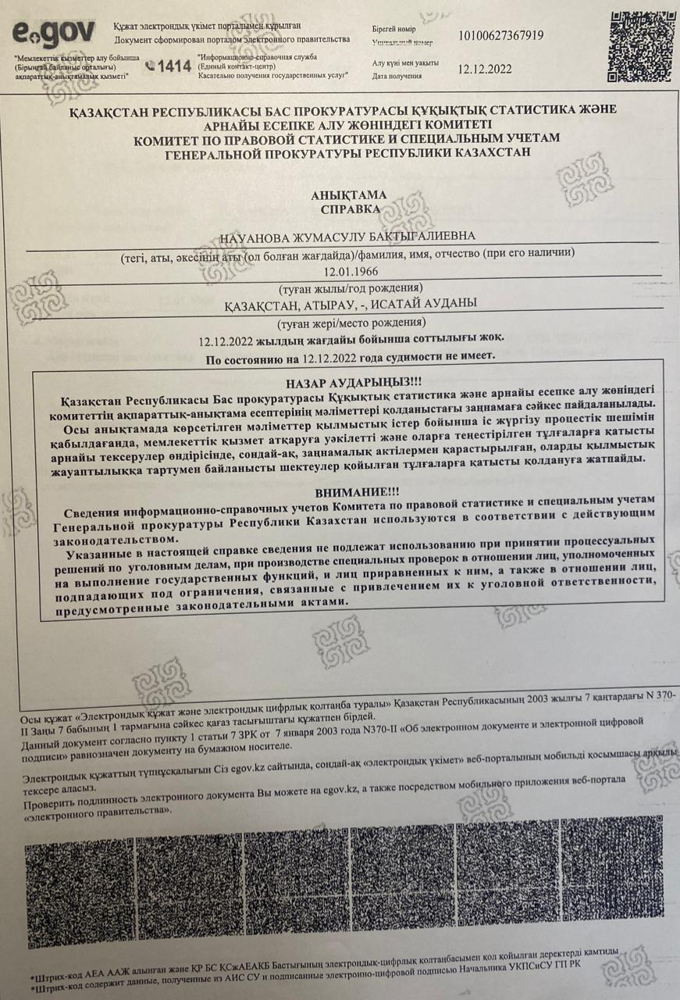 e.gov
Құжат электрондық үкімет порталымен құрылған
Документ сформирован порталом электронного правительства
"Мемлекеттік қызметтер алу бойынша
(Бірыңғай байланыс орталығы)
ақпараттық-анықтамалық қызметі"
1414
"Информационно-справочная служба
(Единый контакт-центр)
Касательно получения государственных услуг"
Бірегей нөмір
Уникальный номер
10100627367919
Алу күні мен уақыты
Дата получения
12.12.2022
ҚАЗАҚСТАН РЕСПУБЛИКАСЫ БАС ПРОКУРАТУРАСЫ ҚҰҚЫҚТЫҚ СТАТИСТИКА ЖӘНЕ
АРНАЙЫ ЕСЕПКЕ АЛУ ЖӨНІНДЕГІ КОМИТЕТІ
КОМИТЕТ ПО ПРАВОВОЙ СТАТИСТИКЕ И СПЕЦИАЛЬНЫМ УЧЕТАМ
ГЕНЕРАЛЬНОЙ ПРОКУРАТУРЫ РЕСПУБЛИКИ КАЗАХСТАН
АНЫҚТАМА
СПРАВКА
НАУАНОВА ЖУМАСУЛУ БАКТЫГАЛИЕВНА
(тегі, аты, әкесінің аты (ол болған жағдайда)/фамилия, имя, отчество (при его наличии)
12.01.1966
(туған жылы/год рождения)
ҚАЗАҚСТАН, АТЫРАУ, -, ИСАТАЙ АУДАНЫ
(туған жері/место рождения)
12.12.2022 жылдың жағдайы бойынша соттылығы жоқ.
По состоянию на 12.12.2022 года судимости не имеет.
НАЗАР АУДАРЫҢЫЗ!!!
Қазақстан Республикасы Бас прокуратурасы Құқықтық статистика және арнайы есепке алу жөніндегі
комитеттің ақпараттық-анықтама есептерінің мәліметтері қолданыстағы заңнамаға сәйкес пайдаланылады.
Осы анықтамада көрсетілген мәліметтер қылмыстық істер бойынша іс жүргізу процестік шешімін
қабылдағанда, мемлекеттік қызмет атқаруға уәкілетті және оларға теңестірілген тұлғаларға қатысты
арнайы тексерулер өндірісінде, сондай-ақ, заңнамалық актілермен қарастырылған, оларды қылмыстық
жауаптылыққа тартумен байланысты шектеулер қойылған тұлғаларға қатысты қолдануға жатпайды.
ВНИМАНИЕ!!!
Сведения информационно-справочных учетов Комитета по правовой статистике и специальным учетам
Генеральной прокуратуры Республики Казахстан используются в соответствии с действующим
законодательством.
Указанные в настоящей справке сведения не подлежат использованию при принятии процессуальных
решений по уголовным делам, при производстве специальных проверок в отношении лиц, уполномоченных
на выполнение государственных функций, и лиц приравненных к ним, а также в отношении лиц,
подпадающих под ограничения, связанные с привлечением их к уголовной ответственности,
предусмотренные законодательными актами.
Осы құжат «Электрондық құжат және электрондық цифрлық қолтаңба туралы» Қазақстан Республикасының 2003 жылғы 7 қаңтардағы N 370-
II Заңы 7 бабының 1 тармағына сәйкес қағаз тасығыштағы құжатпен бірдей.
Данный документ согласно пункту 1 статьи 7 ЗРК от 7 января 2003 года N370-II «Об электронном документе и электронной цифровой
подписи» равнозначен документу на бумажном носителе.
Электрондық құжаттың түпнұсқалығын Сіз egov.kz сайтында, сондай-ақ «электрондық үкімет» веб-порталының мобильді қосымшасы арқылы
тексере аласыз.
Проверить подлинность электронного документа Вы можете на egov.kz, а также посредством мобильного приложения веб-портала
«электронного правительства».
*Штрих-код АЕА ААЖ алынған және ҚР БС ҚСжАЕАКБ Бастығының электрондық-цифрлық қолтаңбасымен қол қойылған деректерді қамтиды
*Штрих-код содержит данные, полученные из АИС СУ и подписанные электронно-цифровой подписью Начальника УКПСиСУ ГП РК